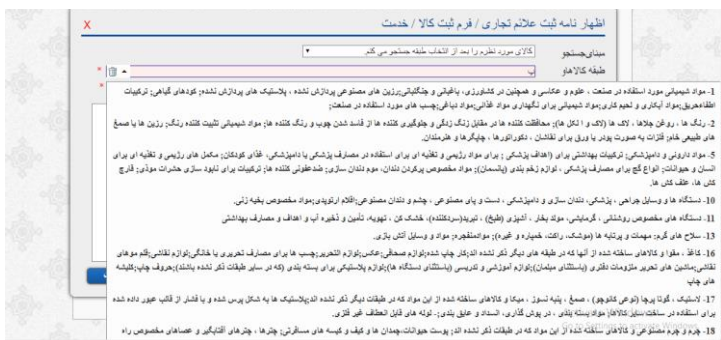 اظهار نامه ثبت علائم تجاری / فرم ثبت کالا / خدمت
X
مبنای‌جستجو
کالای مورد نظرم را بعد از انتخاب طبقه جستجو می کنم.
طبقه کالاها‌و
1- مواد شیمیائی مورد استفاده در صنعت ، علوم و عکاسی و همچنین در کشاورزی، باغبانی و جنگلبانی؛رزین های مصنوعی پردازش نشده ، پلاستیک های پردازش نشده؛ کودهای گیاهی; ترکیبات
اطفاءحریق;مواد آبکاری و لحیم کاری;مواد شیمیائی برای نگهداری مواد غذائی;مواد دباغی;چسب های مورد استفاده در صنعت;
2- رنگ ها ، روغن جلاها، لاک ها (لاک و ا لکل ها); محافظت کننده ها در مقابل زنگ زدگی و جلوگیری کننده ها از فاسد شدن چوب و رنگ کننده ها; مواد شیمیائی تثبیت کننده رنگ; رزین ها یا صمغ
های طبیعی خام; فلزات به صورت پودر یا ورق برای نقاشان ، دکوراتورها ، چاپگرها و هنرمندان.
5- مواد دارویی و دامپزشکی; ترکیبات بهداشتی برای (اهداف پزشکی ; برای مواد رژیمی و تغذیه ای برای استفاده در مصارف پزشکی یا دامپزشکی، غذای کودکان; مکمل های رژیمی و تغذیه ای برای
انسان و حیوانات; انواع گچ برای مصارف پزشکی ، لوازم زخم بندی (پانسمان); مواد مخصوص پرکردن دندان، موم دندان سازی; ضدعفونی کننده ها; ترکیبات برای نابود سازی حشرات موذی; قارچ
کش ها، علف کش ها.
10- دستگاه ها و وسایل جراحی ، پزشکی، دندان سازی و دامپزشکی ، دست و پای مصنوعی ، چشم و دندان مصنوعی;اقلام ارتوپدی;مواد مخصوص بخیه زنی.
11- دستگاه های مخصوص روشنائی ، گرمایشی، مولد بخار ، آشپزی (طبخ) ، تبرید(سردکننده)، خشک کن ، تهویه، تأمین و ذخیره آب و اهداف و مصارف بهداشتی
13- سلاح های گرم; مهمات و پرتابه ها (موشک، راکت، خمپاره و غیره); موادمنفجره; مواد و وسایل آتش بازی.
16- کاغذ ، مقوا و کالاهای ساخته شده از آنها که در طبقه های دیگر ذکر نشده اند;کار چاپ شده;لوازم صحافی;عکس;لوازم التحریر;چسب ها برای مصارف تحریری یا خانگی;لوازم نقاشی;قلم موهای
نقاشی;ماشین های تحریر ملزومات دفتری (باستثنای مبلمان);لوازم آموزشی و تدریسی (باستثنای دستگاه ها);لوازم پلاستیکی برای بسته بندی (که در سایر طبقات ذکر نشده باشند);حروف چاپ;کلیشه
های چاپ
17- لاستیک ، گوتا پرچا (نوعی کائوچو) ، صمغ ، پنبه نسوز ، میکا و کالاهای ساخته شده از این مواد که در طبقات دیگر ذکر نشده اند;پلاستیک ها به شکل پرس شده و یا فشار از قالب عبور داده شده
برای استفاده در ساخت سایر کالاها; مواد بسته بندی ، در پوش گذاری، انسداد و عایق بندی;. لوله های قابل انعطاف غیر فلزی.
18- چرم و چرم مصنوعی و کالاهای ساخته شده از این مواد که در طبقات ذکر نشده اند; پوست حیوانات;چمدان ها و کیف و کیسه های مسافرتی; چترها ، چترهای آفتابگیر و عصاهای مخصوص راه